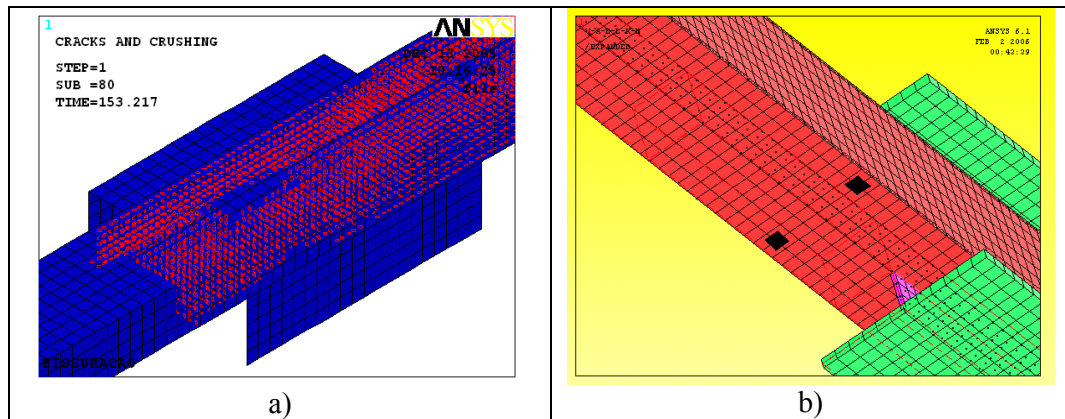 1
ANSYS
CRACKS AND CRUSHING
STEP=1
SUB =80
TIME=153.217
a)
/EXPANDED
ANSYS 6.1
FEB 2 2006
00:43:39
b)